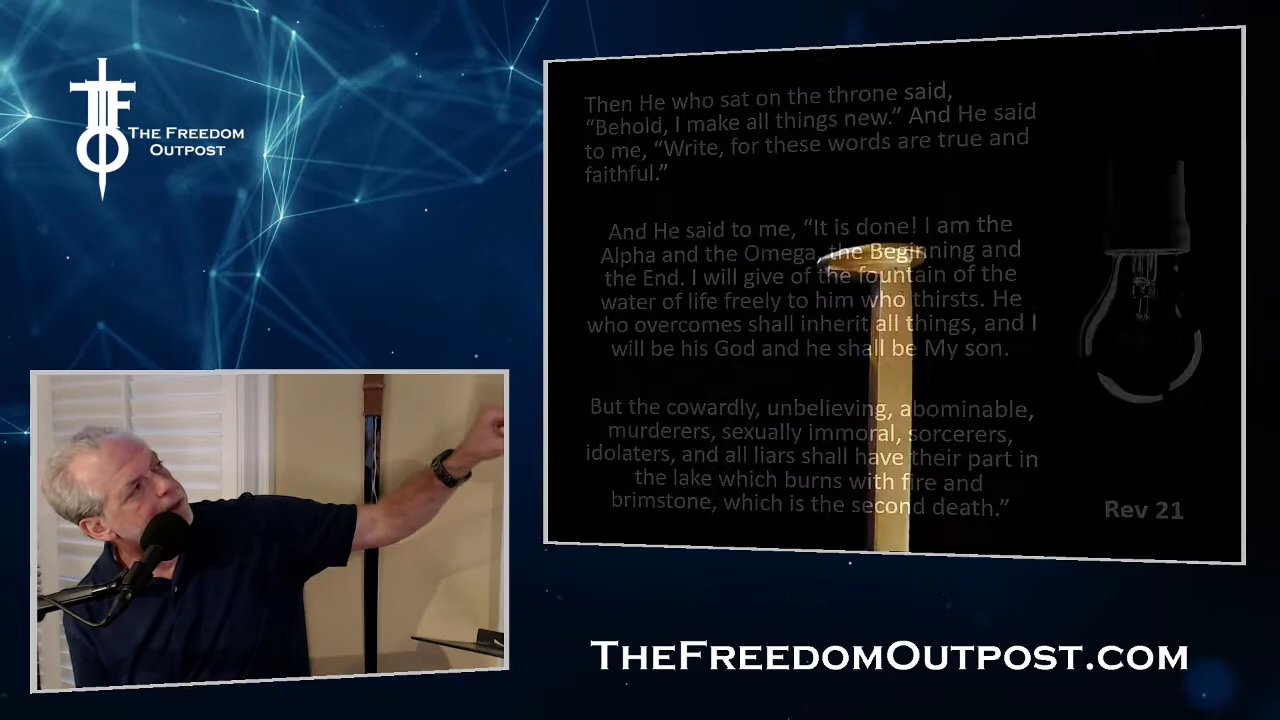 THE FREEDOM
OUTPOST
Then He who sat on the throne said,
“Behold, I make all things new.” And He said
to me, “Write, for these words are true and
faithful.”
And He said to me, “It is done! I am the
Alpha and the Omega, the Beginning and
the End. I will give of the fountain of the
water of life freely to him who thirsts. He
who overcomes shall inherit all things, and I
will be his God and he shall be My son.
But the cowardly, unbelieving, abominable,
murderers, sexually immoral, sorcerers,
idolaters, and all liars shall have their part in
the lake which burns with fire and
brimstone, which is the second death.”
Rev 21
THEFREEDOMOUTPOST.COM